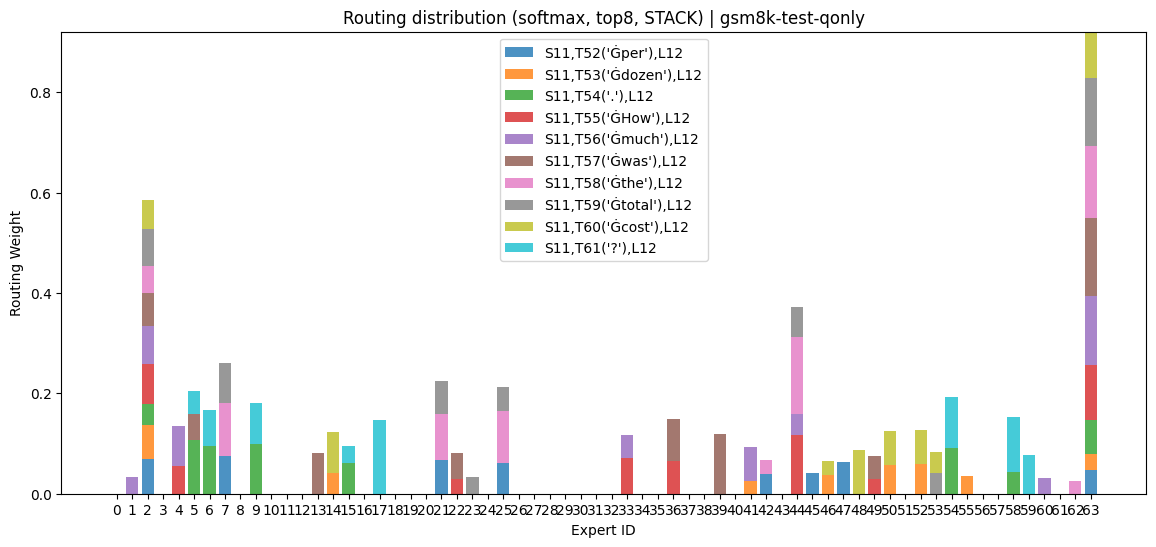 Routing distribution (softmax, top8, STACK) | gsm8k-test-qonly
S11,T52('Ġper'),L12
S11,T53('Ġdozen'),L12
S11,T54('.'),L12
S11,T55('ĠHow'),L12
S11,T56('Ġmuch'),L12
S11,T57('Ġwas'),L12
S11,T58('Ġthe'),L12
S11,T59('Ġtotal'),L12
S11,T60('Ġcost'),L12
S11,T61('?'),L12
Routing Weight
0.8
0.6
0.4
0.2
0.0
0 1 2 3 4 5 6 7 8 9 10 11 12 13 14 15 16 17 18 19 20 21 22 23 24 25 26 27 28 29 30 31 32 33 34 35 36 37 38 39 40 41 42 43 44 45 46 47 48 49 50 51 52 53 54 55 56 57 58 59 60 61 62 63
Expert ID